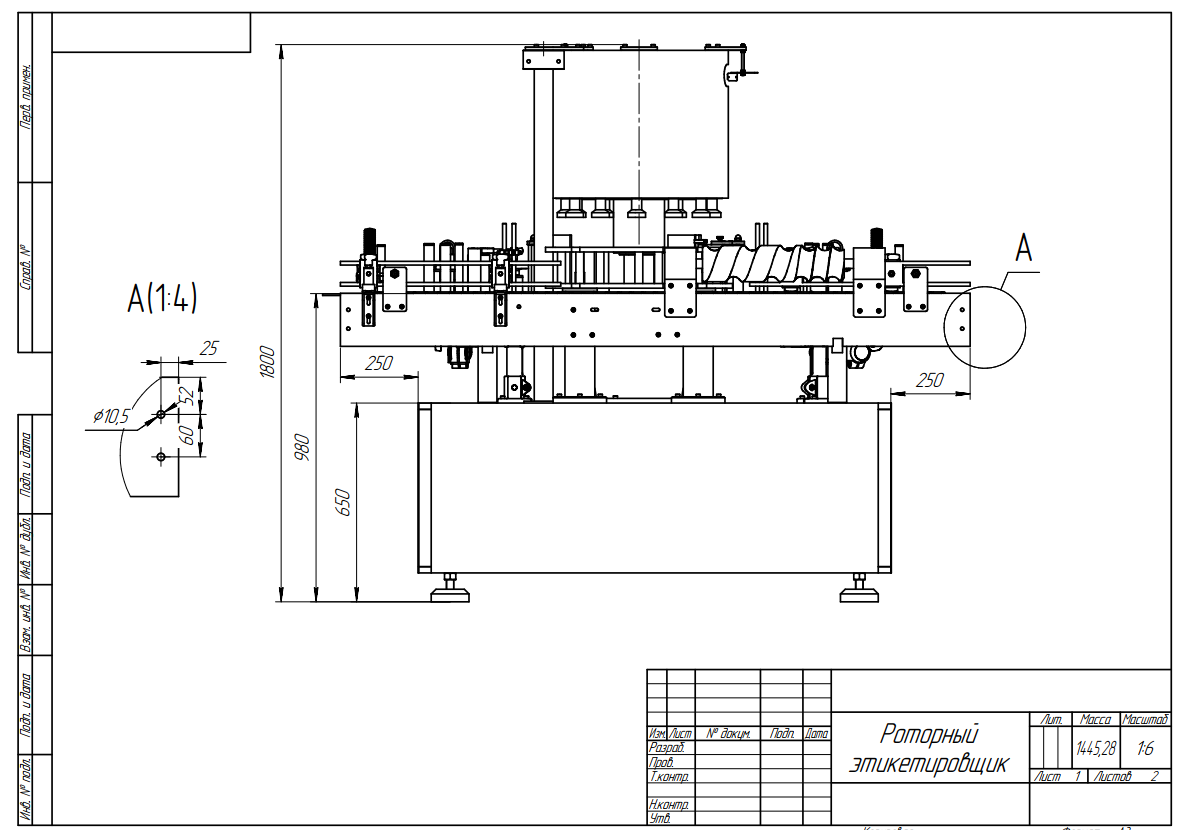 Перв. примен.
Справ. №
Подп. и дата
Инв. № дубл.
Взам. инв. №
Подп. и дата
Инв. № подл.
А(1:4)
25
52
⌀10,5
60
1800
А
250
250
980
650
Изм. Лист № докум. Подп. Дата
Разраб.
Пров.
Т.контр.
Н.контр.
Утв.
Роторный
этикетировщик
Лит. Масса Масштаб
1445,28 1:6
Лист 1 Листов 2